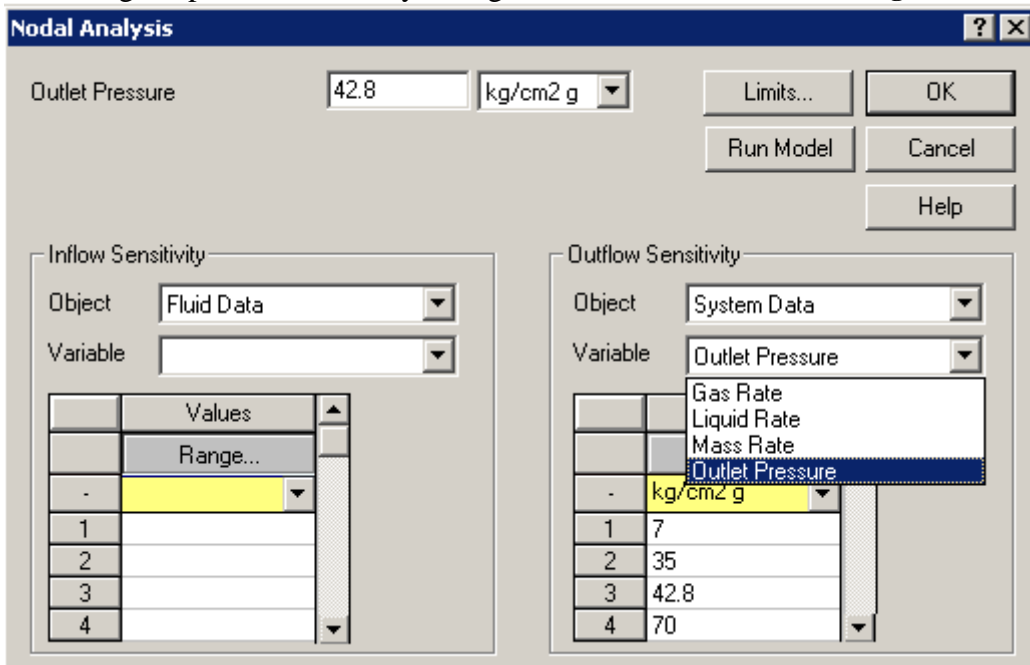 Nodal Analysis
? X
Outlet Pressure 42.8 kg/cm2 g Limits... OK
Run Model Cancel
Help
Inflow Sensitivity
Object Fluid Data
Variable
Values
Range...
-
1
2
3
4
Outflow Sensitivity
Object System Data
Variable Outlet Pressure
Gas Rate
Liquid Rate
Mass Rate
Outlet Pressure
- kg/cm2 g
1 7
2 35
3 42.8
4 70